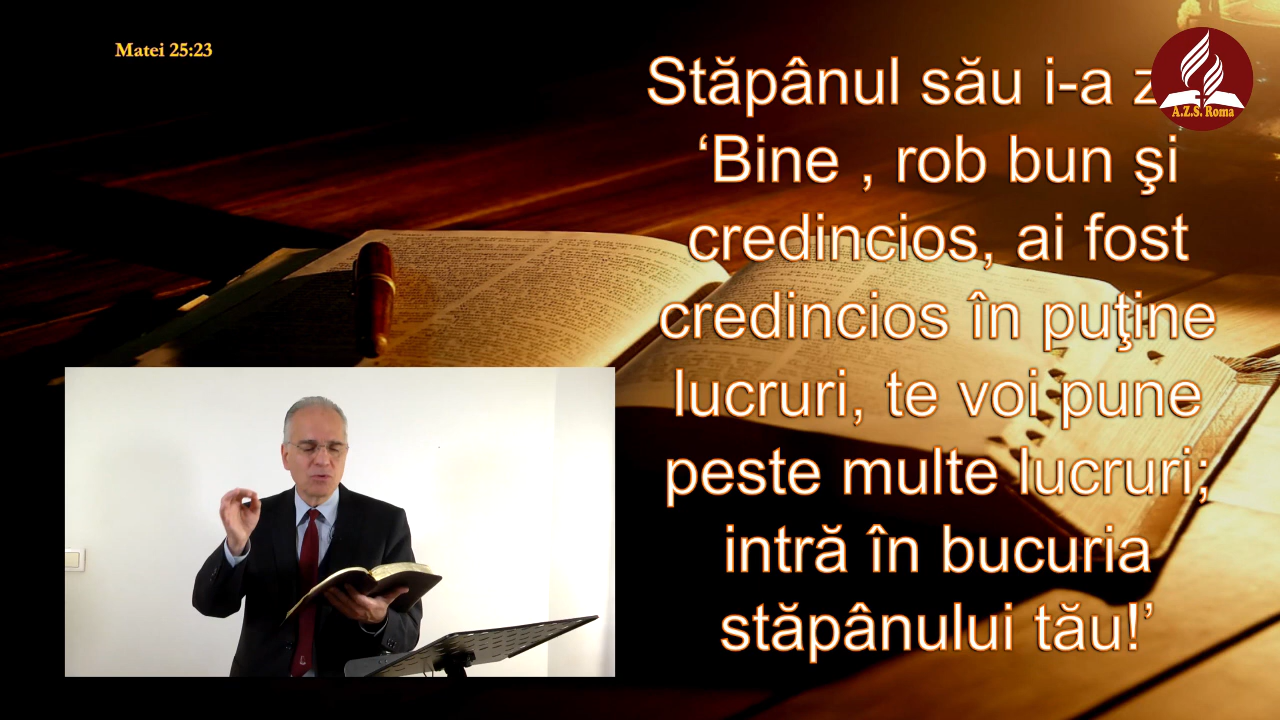 Matei 25:23
Stăpânul său i-a
‘Bine , rob bun şi
credincios, ai fost
credincios în puţine
lucruri, te voi pune
peste multe lucruri;
intră în bucuria
stăpânului tău!’
A.Z.S. Roma